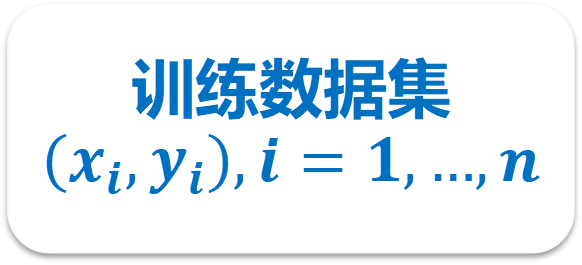 训练数据集
(xᵢ, yᵢ), i = 1, ..., n